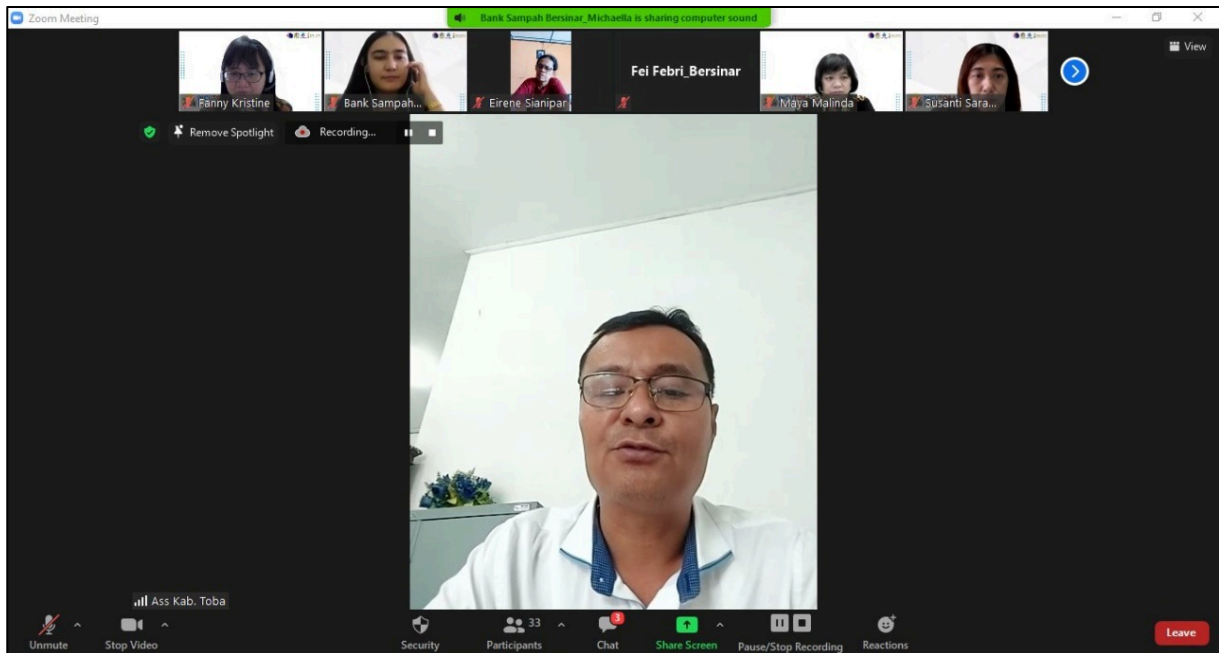 Zoom Meeting
Bank Sampah Bersinar_Michaella is sharing computer sound
View
Fanny Kristine
Bank Sampah...
Eirene Sianipar
Fei Febri_Bersinar
Maya Malinda
Susanti Sara...
Remove Spotlight
Recording...
Ass Kab. Toba
Unmute
Stop Video
Security
33
Participants
3
Chat
Share Screen
Pause/Stop Recording
Reactions
Leave